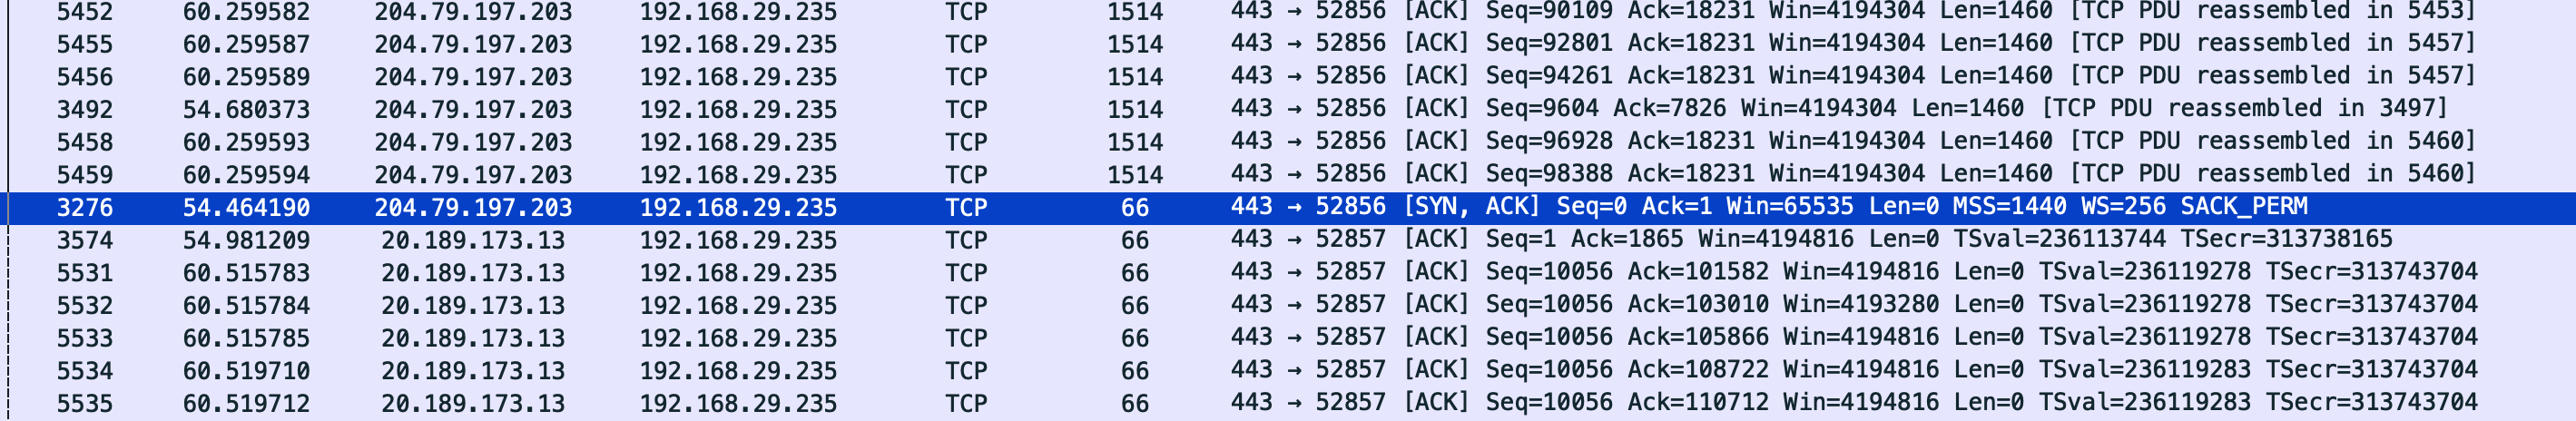 5452 60.259582 204.79.197.203 192.168.29.235 TCP 1514 443 → 52856 [ACK] Seq=90109 Ack=18231 Win=4194304 Len=1460 [TCP PDU reassembled in 5453]
5455 60.259587 204.79.197.203 192.168.29.235 TCP 1514 443 → 52856 [ACK] Seq=92801 Ack=18231 Win=4194304 Len=1460 [TCP PDU reassembled in 5457]
5456 60.259589 204.79.197.203 192.168.29.235 TCP 1514 443 → 52856 [ACK] Seq=94261 Ack=18231 Win=4194304 Len=1460 [TCP PDU reassembled in 5457]
3492 54.680373 204.79.197.203 192.168.29.235 TCP 1514 443 → 52856 [ACK] Seq=9604 Ack=7826 Win=4194304 Len=1460 [TCP PDU reassembled in 3497]
5458 60.259593 204.79.197.203 192.168.29.235 TCP 1514 443 → 52856 [ACK] Seq=96928 Ack=18231 Win=4194304 Len=1460 [TCP PDU reassembled in 5460]
5459 60.259594 204.79.197.203 192.168.29.235 TCP 1514 443 → 52856 [ACK] Seq=98388 Ack=18231 Win=4194304 Len=1460 [TCP PDU reassembled in 5460]
3276 54.464190 204.79.197.203 192.168.29.235 TCP 66 443 → 52856 [SYN, ACK] Seq=0 Ack=1 Win=65535 Len=0 MSS=1440 WS=256 SACK_PERM
3574 54.981209 20.189.173.13 192.168.29.235 TCP 66 443 → 52857 [ACK] Seq=1 Ack=1865 Win=4194816 Len=0 TSval=236113744 TSecr=313738165
5531 60.515783 20.189.173.13 192.168.29.235 TCP 66 443 → 52857 [ACK] Seq=10056 Ack=101582 Win=4194816 Len=0 TSval=236119278 TSecr=313743704
5532 60.515784 20.189.173.13 192.168.29.235 TCP 66 443 → 52857 [ACK] Seq=10056 Ack=103010 Win=4193280 Len=0 TSval=236119278 TSecr=313743704
5533 60.515785 20.189.173.13 192.168.29.235 TCP 66 443 → 52857 [ACK] Seq=10056 Ack=105866 Win=4194816 Len=0 TSval=236119278 TSecr=313743704
5534 60.519710 20.189.173.13 192.168.29.235 TCP 66 443 → 52857 [ACK] Seq=10056 Ack=108722 Win=4194816 Len=0 TSval=236119283 TSecr=313743704
5535 60.519712 20.189.173.13 192.168.29.235 TCP 66 443 → 52857 [ACK] Seq=10056 Ack=110712 Win=4194816 Len=0 TSval=236119283 TSecr=313743704